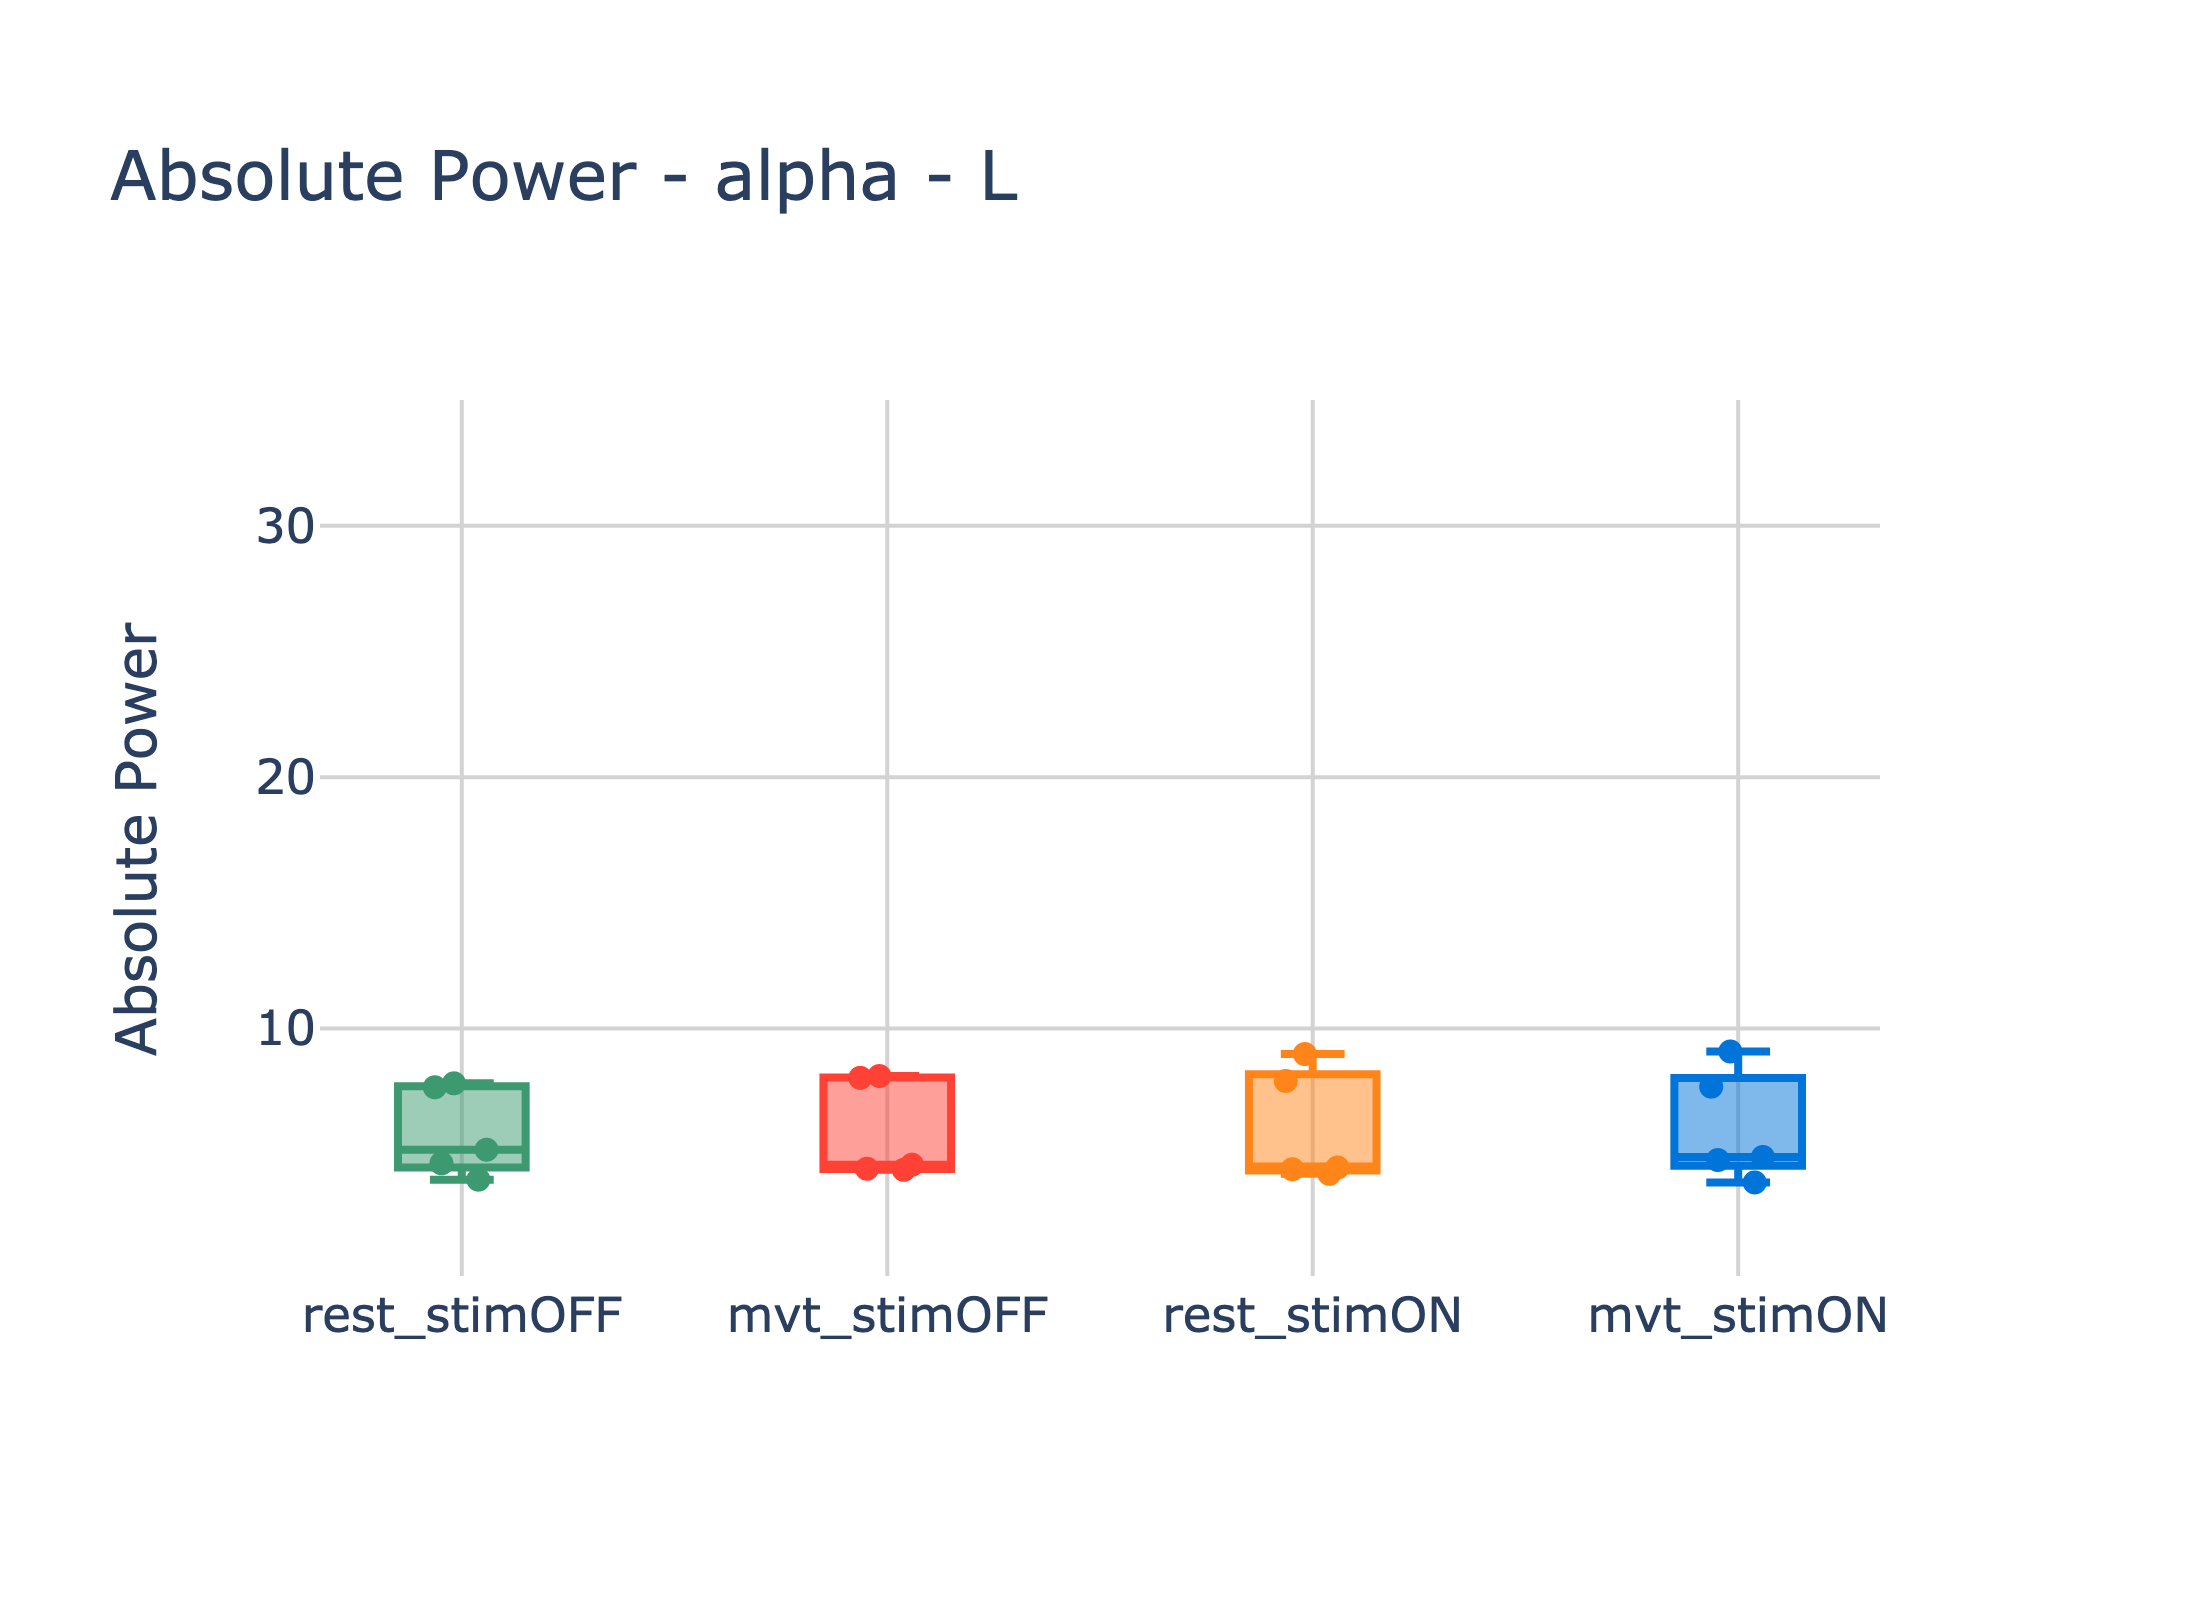 Absolute Power - alpha - L
Absolute Power
30
20
10
rest_stimOFF
mvt_stimOFF
rest_stimON
mvt_stimON